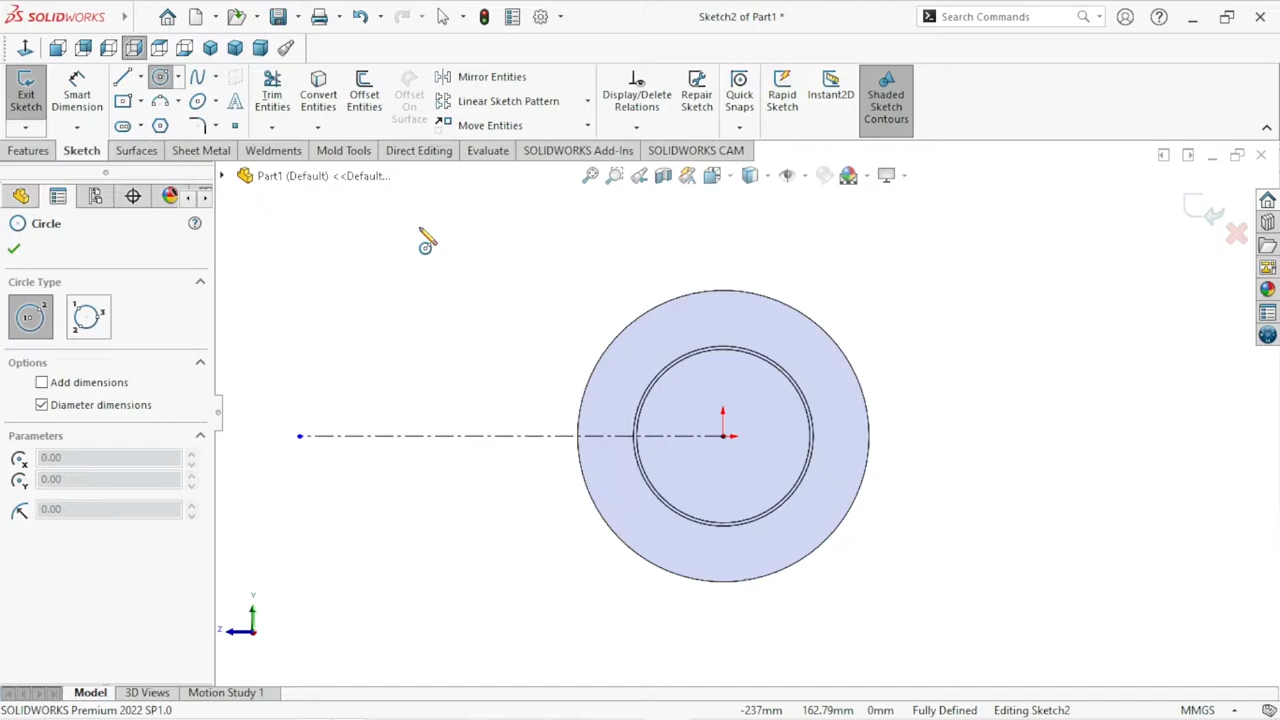 SOLIDWORKS
Sketch2 of Part1 *
Search Commands
Exit Sketch
Smart Dimension
Trim Entities
Convert Entities
Offset Entities
Offset On Surface
Mirror Entities
Linear Sketch Pattern
Move Entities
Display/Delete Relations
Repair Sketch
Quick Snaps
Rapid Sketch
Instant2D
Shaded Sketch Contours
Features
Sketch
Surfaces
Sheet Metal
Weldments
Mold Tools
Direct Editing
Evaluate
SOLIDWORKS Add-Ins
SOLIDWORKS CAM
Part1 (Default) <<Default...
Circle
Circle Type
Options
Add dimensions
Diameter dimensions
Parameters
0.00
0.00
0.00
Y
Z
Model
3D Views
Motion Study 1
SOLIDWORKS Premium 2022 SP1.0
-237mm
162.79mm
0mm
Fully Defined
Editing Sketch2
MMGS